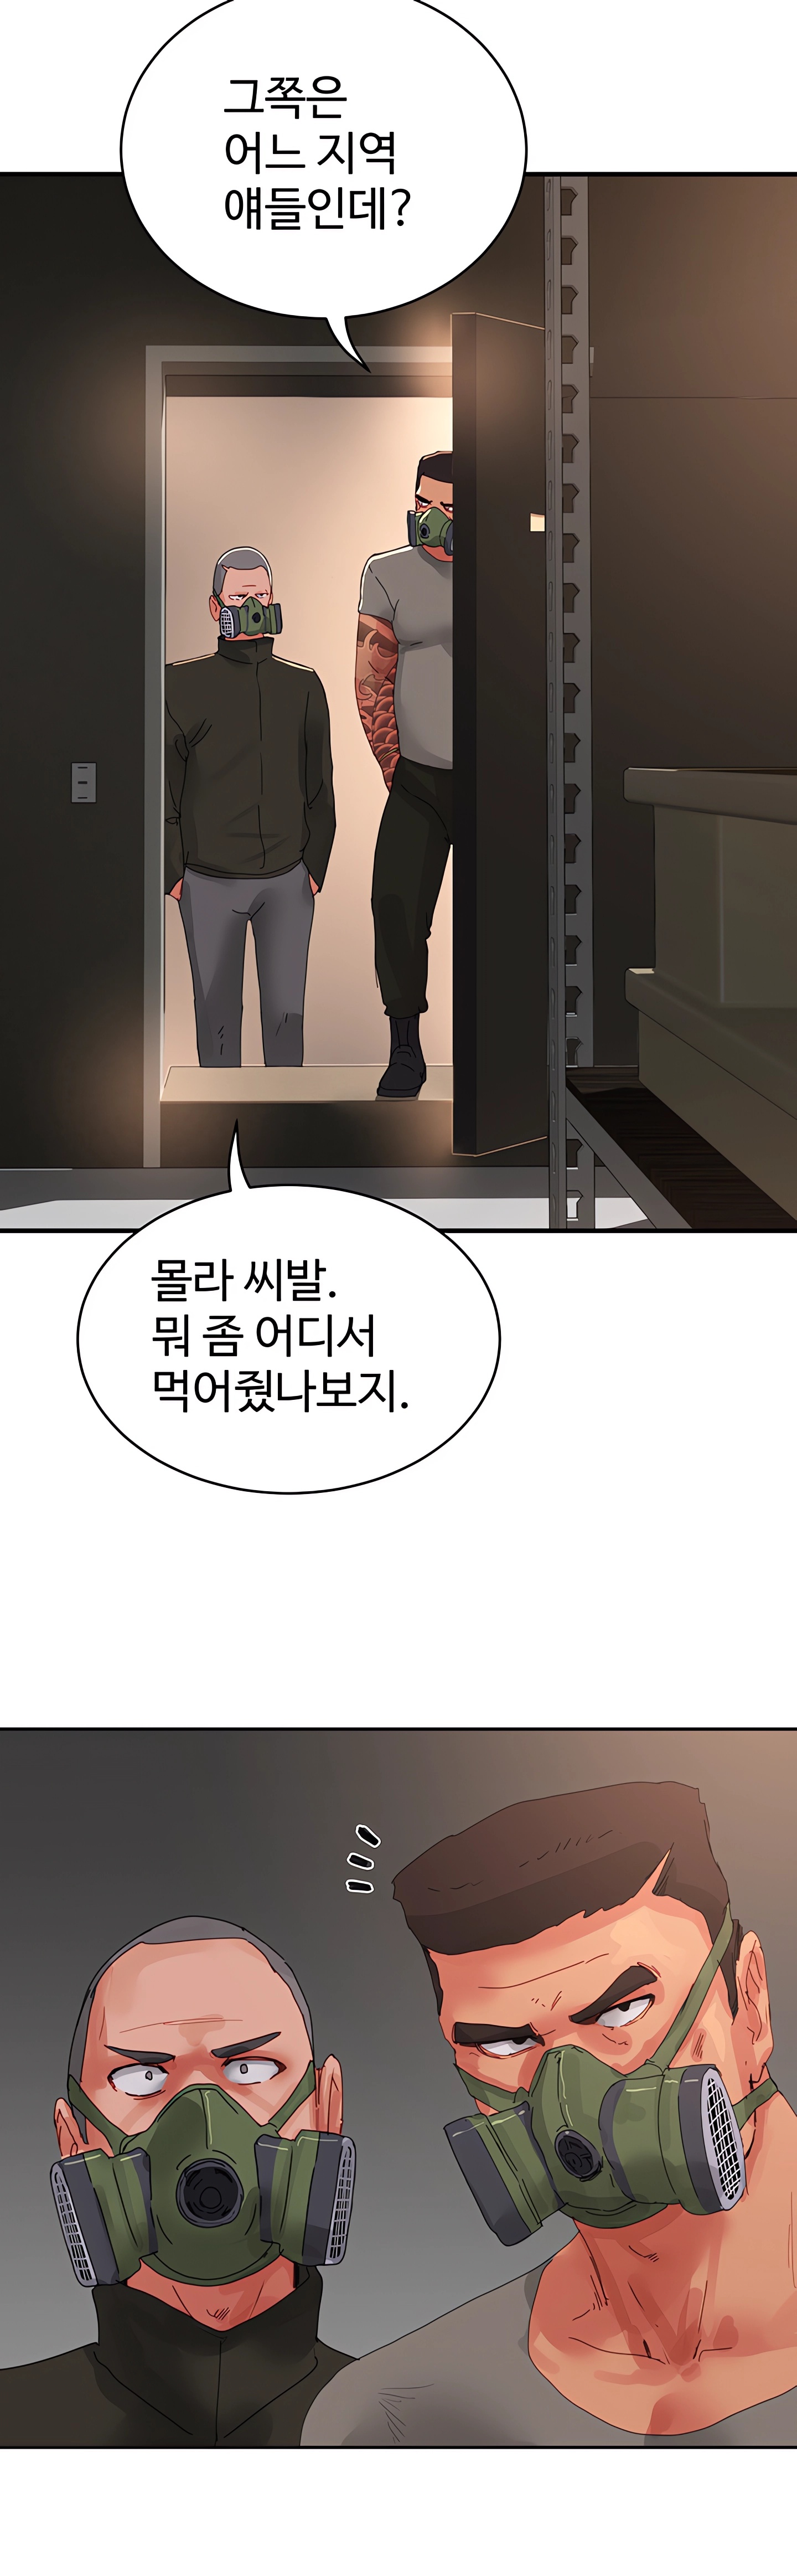 그쪽은
어느 지역
얘들인데?
몰라 씨발.
뭐 좀 어디서
먹어줬나보지.